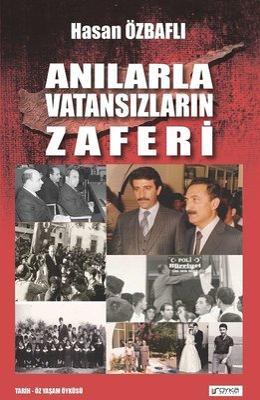 Hasan ÖZBAFLI
ANILARLA
VATANSIZLARIN
ZAFERİ
POLİ
Hürriyet
TARİH - ÖZ YAŞAM ÖYKÜSÜ